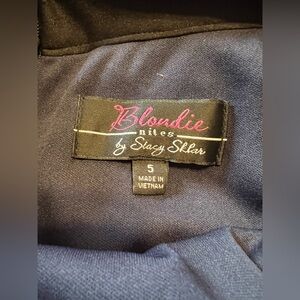 Blondie
nites
by Stacy Sklar
5
MADE IN
VIETNAM